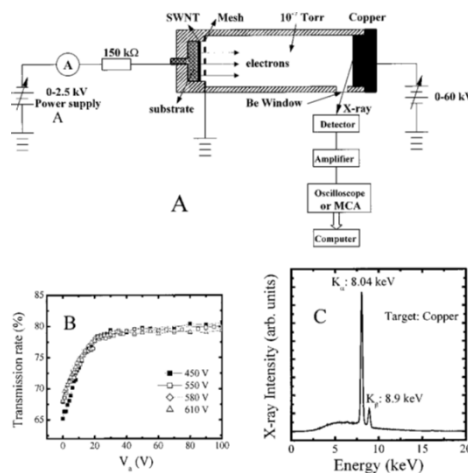 SWNT Mesh 10⁻⁷ Torr Copper
150 kΩ
A
electrons
0-2.5 kV
Power supply
A
substrate
Be Window
X-ray
0-60 kV
Detector
Amplifier
Oscilloscope
or MCA
Computer
A
B
Transmission rate (%)
85
80
75
70
65
450 V
550 V
580 V
610 V
0 20 40 60 80 100
Vₐ (V)
C
X-ray Intensity (arb. units)
Kα: 8.04 keV
Target: Copper
Kβ: 8.9 keV
0 5 10 15 20
Energy (keV)